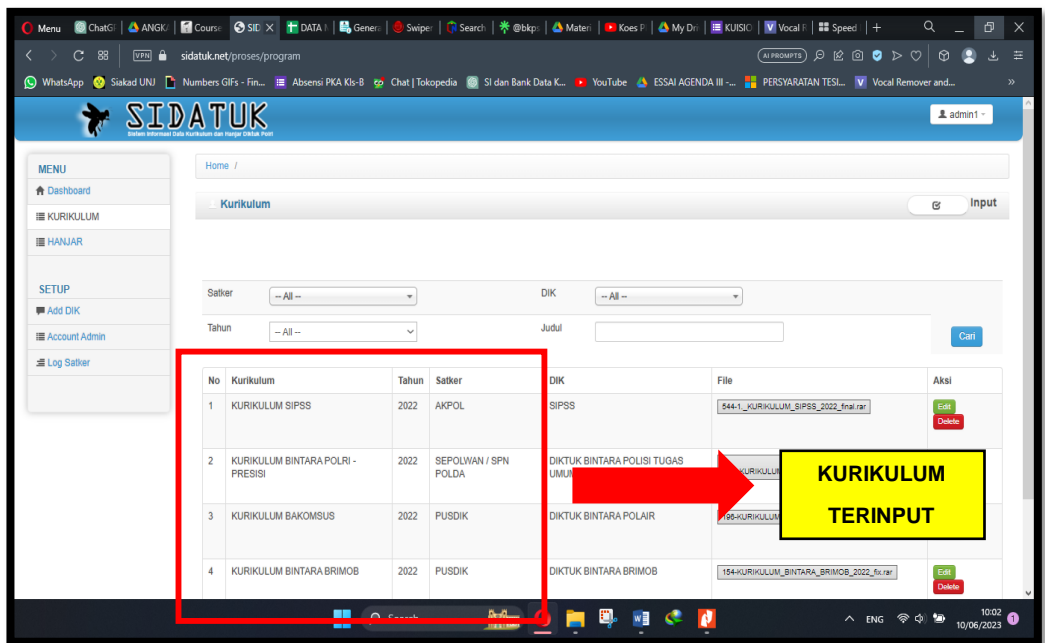 Menu ChatG ANGKA Course SID DATA Genera Swiper Search @bkp Materi Koes P My Dri KUISIO Vocal R Speed
VPN sidatuk.net/proses/program AI PROMPTS
WhatsApp Siakad UNJ Numbers GIFs - Fin... Absensi PKA Kls-B Chat | Tokopedia SI dan Bank Data K... YouTube ESSAI AGENDA III -... PERSYARATAN TESI... Vocal Remover and... »
SIDATUK admin1
Sistem Informasi Data Kurikulum dan Hanjar Diktuk Polri
MENU
Dashboard
KURIKULUM
HANJAR
SETUP
Add DIK
Account Admin
Log Satker
Home /
Kurikulum Input
Satker -- All -- DIK -- All --
Tahun -- All -- Judul Cari
No Kurikulum Tahun Satker DIK File Aksi
1 KURIKULUM SIPSS 2022 AKPOL SIPSS 544-1._KURIKULUM_SIPSS_2022_final.rar Edit
Delete
2 KURIKULUM BINTARA POLRI - 2022 SEPOLWAN / SPN DIKTUK BINTARA POLISI TUGAS
PRESISI POLDA
3 KURIKULUM BAKOMSUS 2022 PUSDIK DIKTUK BINTARA POLAIR
4 KURIKULUM BINTARA BRIMOB 2022 PUSDIK DIKTUK BINTARA BRIMOB 154-KURIKULUM_BINTARA_BRIMOB_2022_fix.rar Edit
Delete
KURIKULUM
TERINPUT
Search ENG 10:02
10/06/2023 1